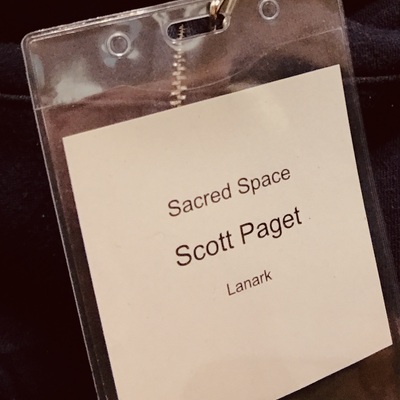 Sacred Space
Scott Paget
Lanark